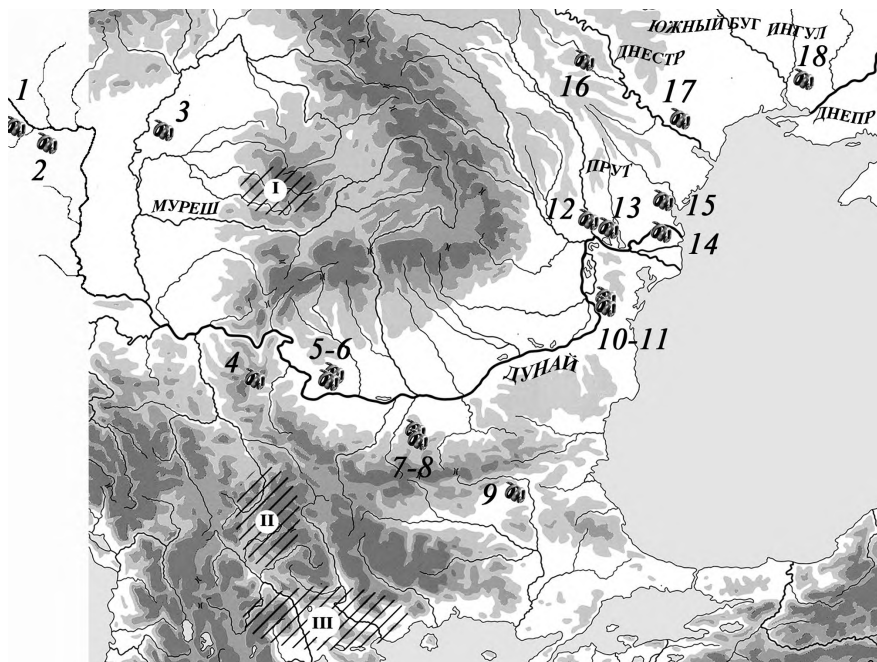 ЮЖНЫЙ БУГ
ИНГУЛ
ДНЕСТР
18
1
16
17
3
ДНЕПР
2
ПРУТ
I
МУРЕШ
12
13
15
14
10-11
4
5-6
ДУНАЙ
7-8
9
II
III